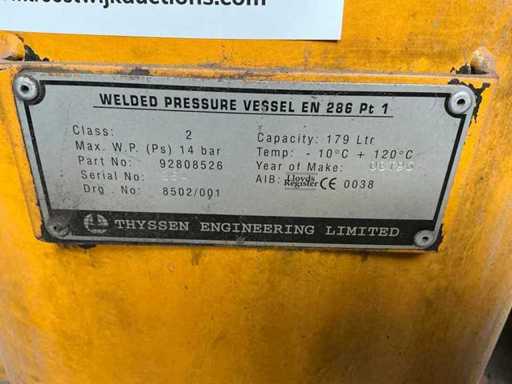 WELDED PRESSURE VESSEL EN 286 Pt 1
Class: 2
Max. W.P. (Ps) 14 bar
Part No: 92808526
Serial No:
Drg. No: 8502/001
Capacity: 179 Ltr
Temp: - 10°C + 120°C
Year of Make:
AIB: Lloyds Register CE 0038
THYSSEN ENGINEERING LIMITED